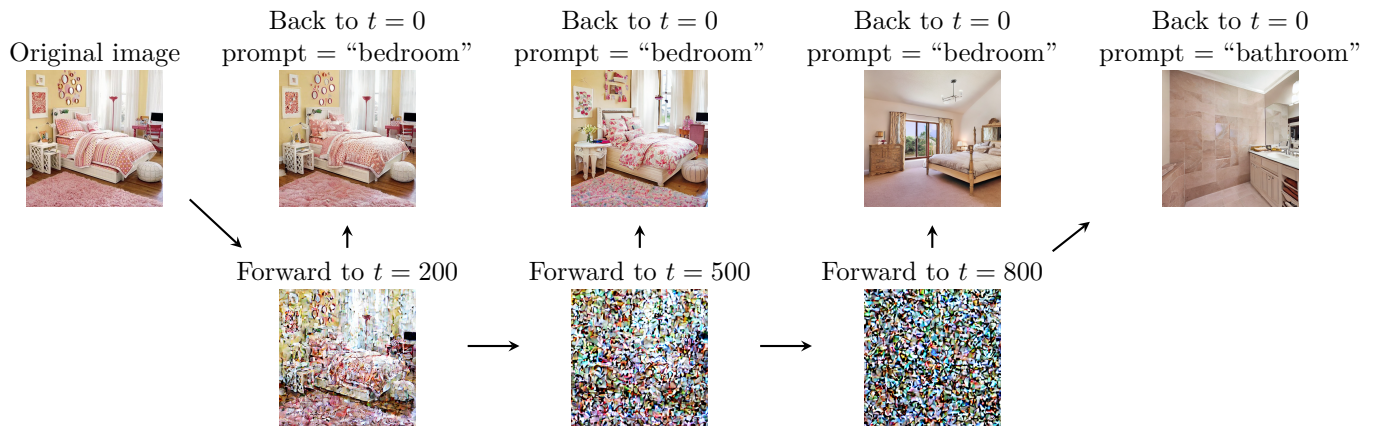 Original image
Back to t = 0
prompt = “bedroom”
Back to t = 0
prompt = “bedroom”
Back to t = 0
prompt = “bedroom”
Back to t = 0
prompt = “bathroom”
Forward to t = 200
Forward to t = 500
Forward to t = 800